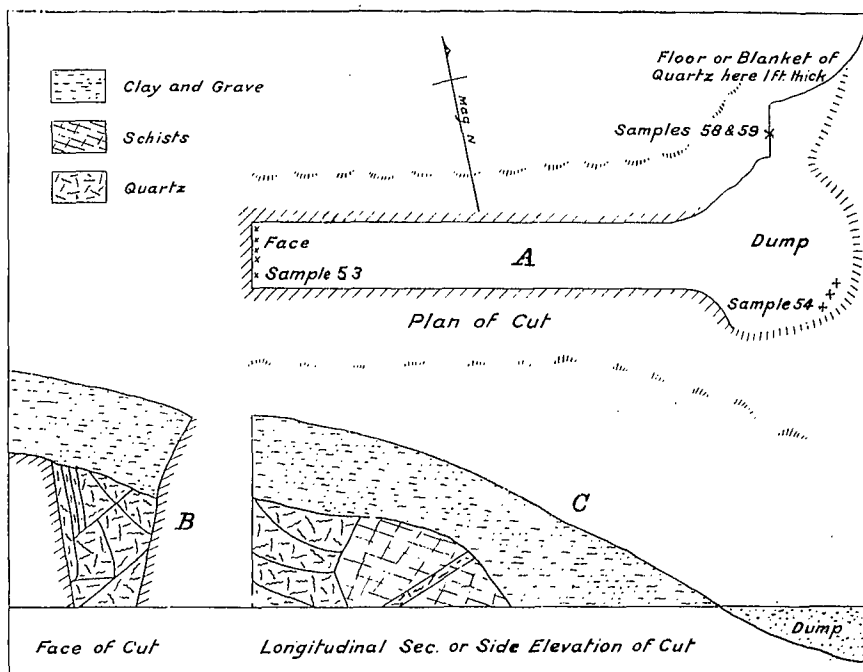 Clay and Grave
Schists
Quartz
Mag N
Floor or Blanket of
Quartz here 1 ft. thick
Samples 58 & 59
Face
Sample 53
A
Dump
Sample 54
Plan of Cut
B
C
Face of Cut
Longitudinal Sec. or Side Elevation of Cut
Dump